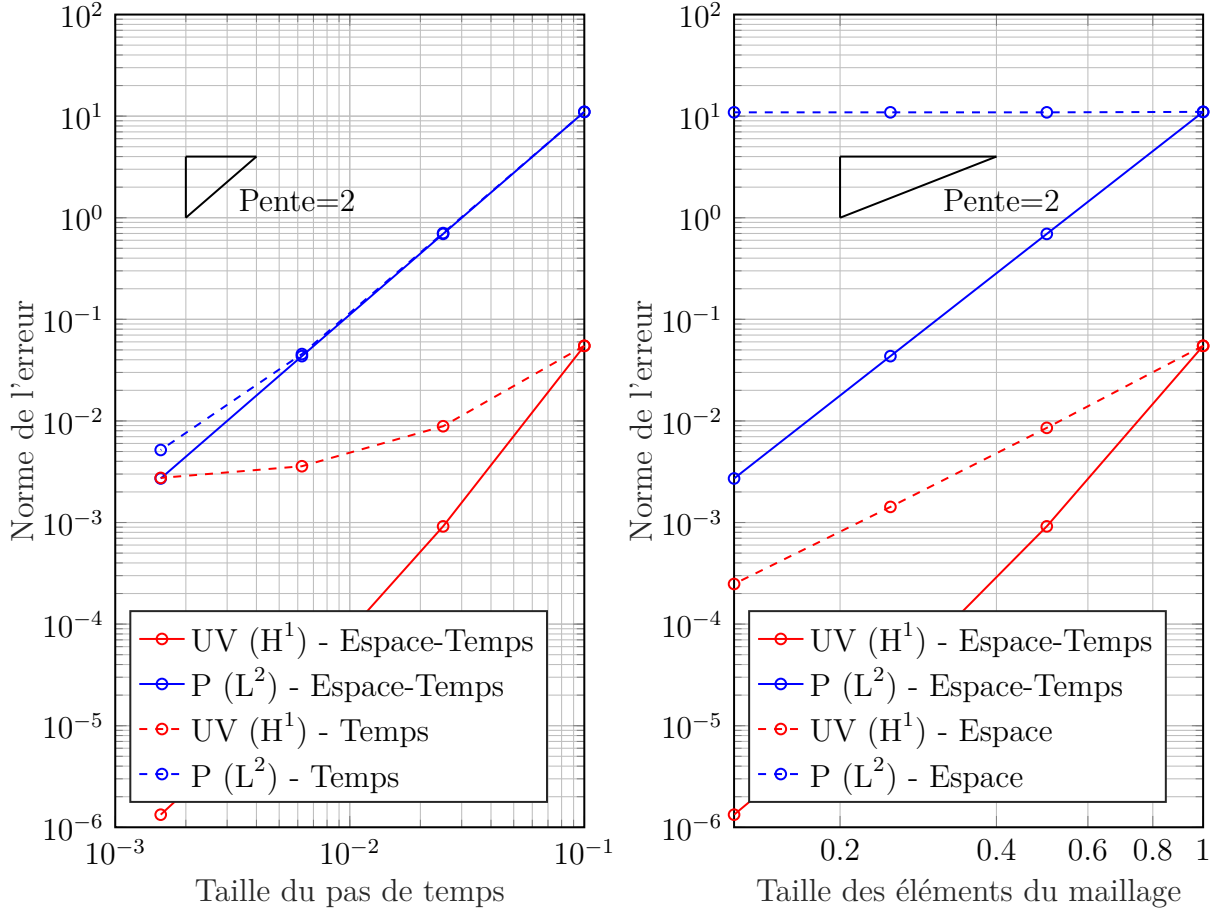 10^2
10^1
10^0
10^-1
10^-2
10^-3
10^-4
10^-5
10^-6
10^-3
10^-2
10^-1
Norme de l'erreur
Taille du pas de temps
Pente=2
UV (H^1) - Espace-Temps
P (L^2) - Espace-Temps
UV (H^1) - Temps
P (L^2) - Temps
10^2
10^1
10^0
10^-1
10^-2
10^-3
10^-4
10^-5
10^-6
0.2
0.4
0.6
0.8
1
Norme de l'erreur
Taille des éléments du maillage
Pente=2
UV (H^1) - Espace-Temps
P (L^2) - Espace-Temps
UV (H^1) - Espace
P (L^2) - Espace